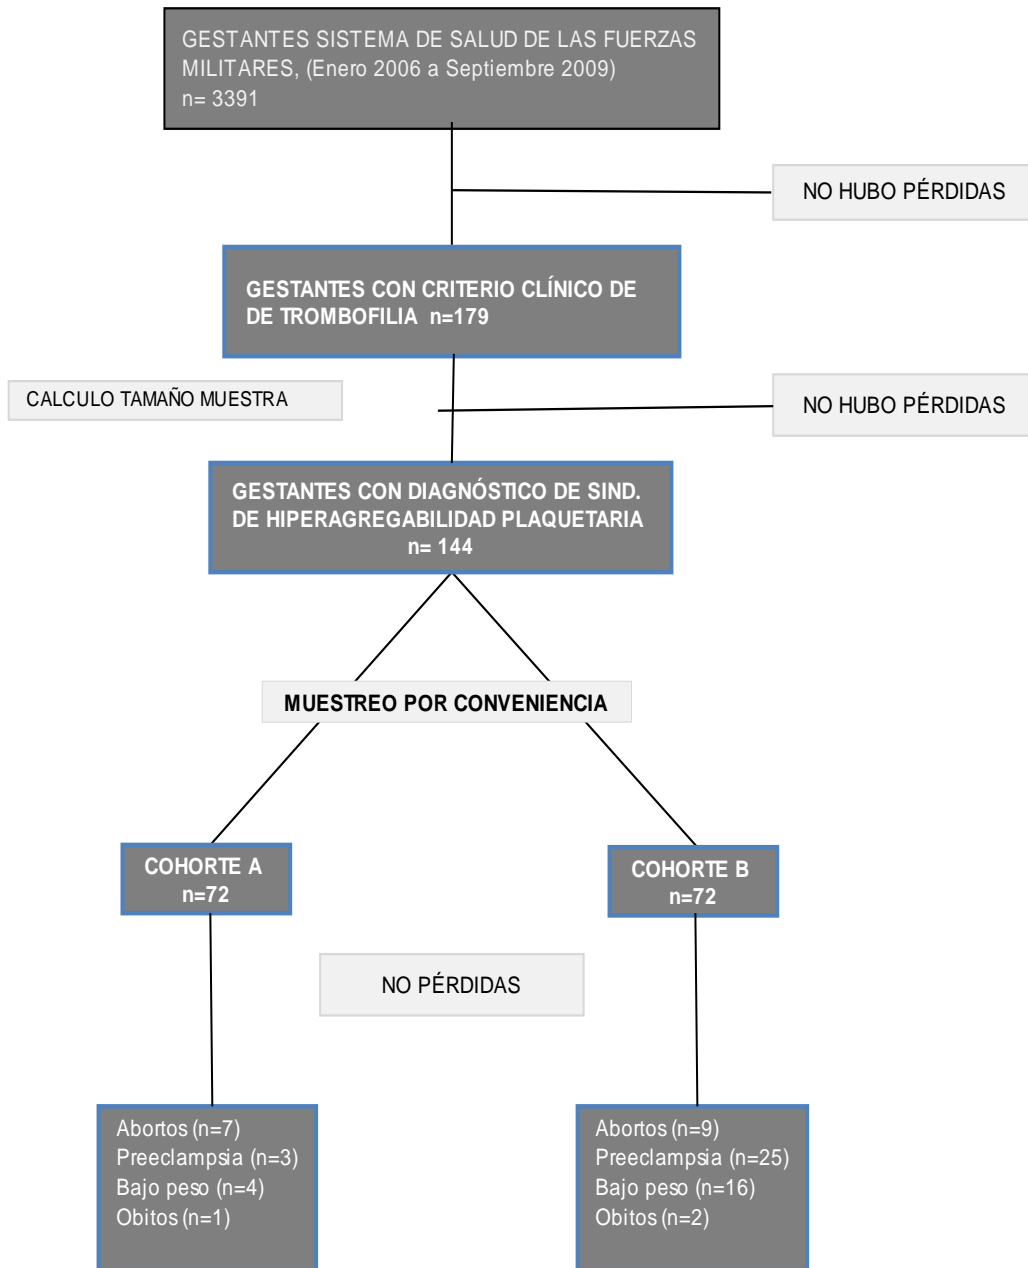 GESTANTES SISTEMA DE SALUD DE LAS FUERZAS
MILITARES, (Enero 2006 a Septiembre 2009)
n= 3391
NO HUBO PÉRDIDAS
GESTANTES CON CRITERIO CLÍNICO DE
DE TROMBOFILIA n=179
CALCULO TAMAÑO MUESTRA
NO HUBO PÉRDIDAS
GESTANTES CON DIAGNÓSTICO DE SIND.
DE HIPERAGREGABILIDAD PLAQUETARIA
n= 144
MUESTREO POR CONVENIENCIA
COHORTE A
n=72
COHORTE B
n=72
NO PÉRDIDAS
Abortos (n=7)
Preeclampsia (n=3)
Bajo peso (n=4)
Obitos (n=1)
Abortos (n=9)
Preeclampsia (n=25)
Bajo peso (n=16)
Obitos (n=2)